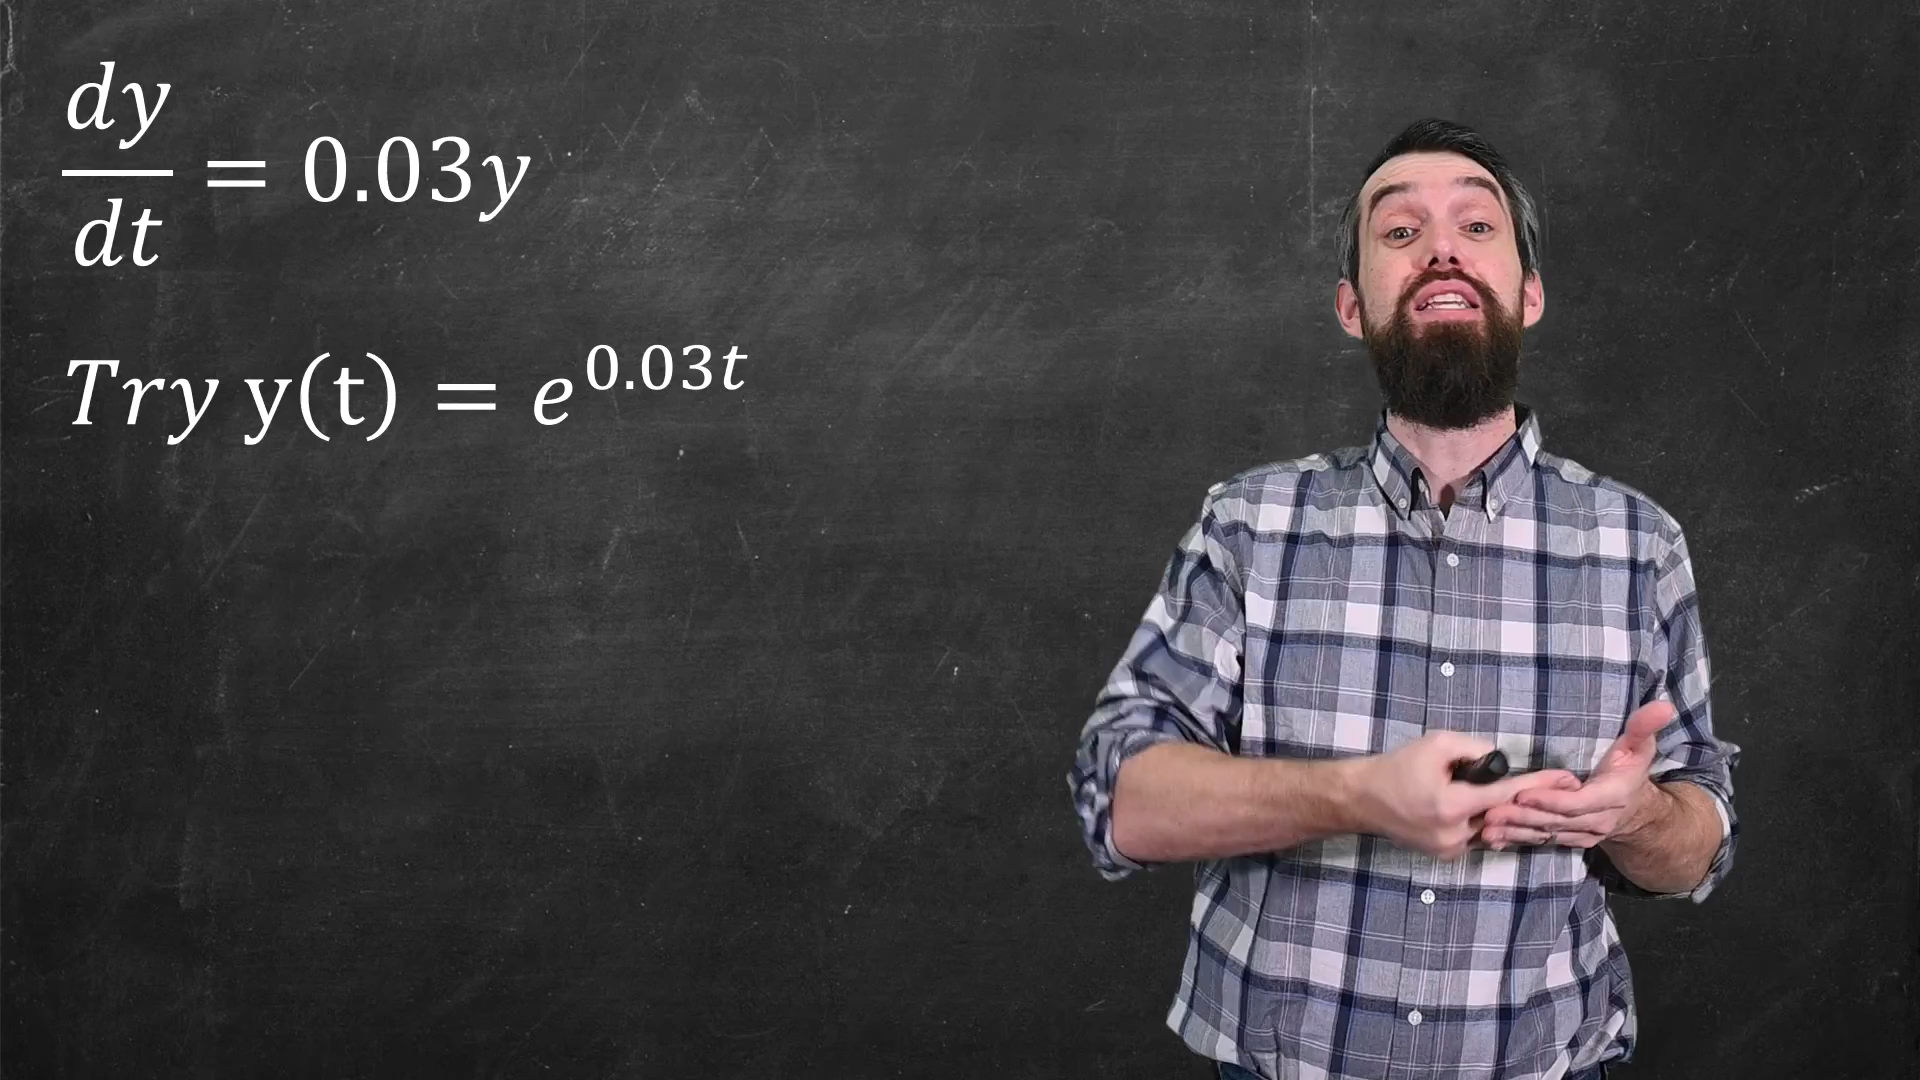 dy/dt = 0.03y
Try y(t) = e^0.03t